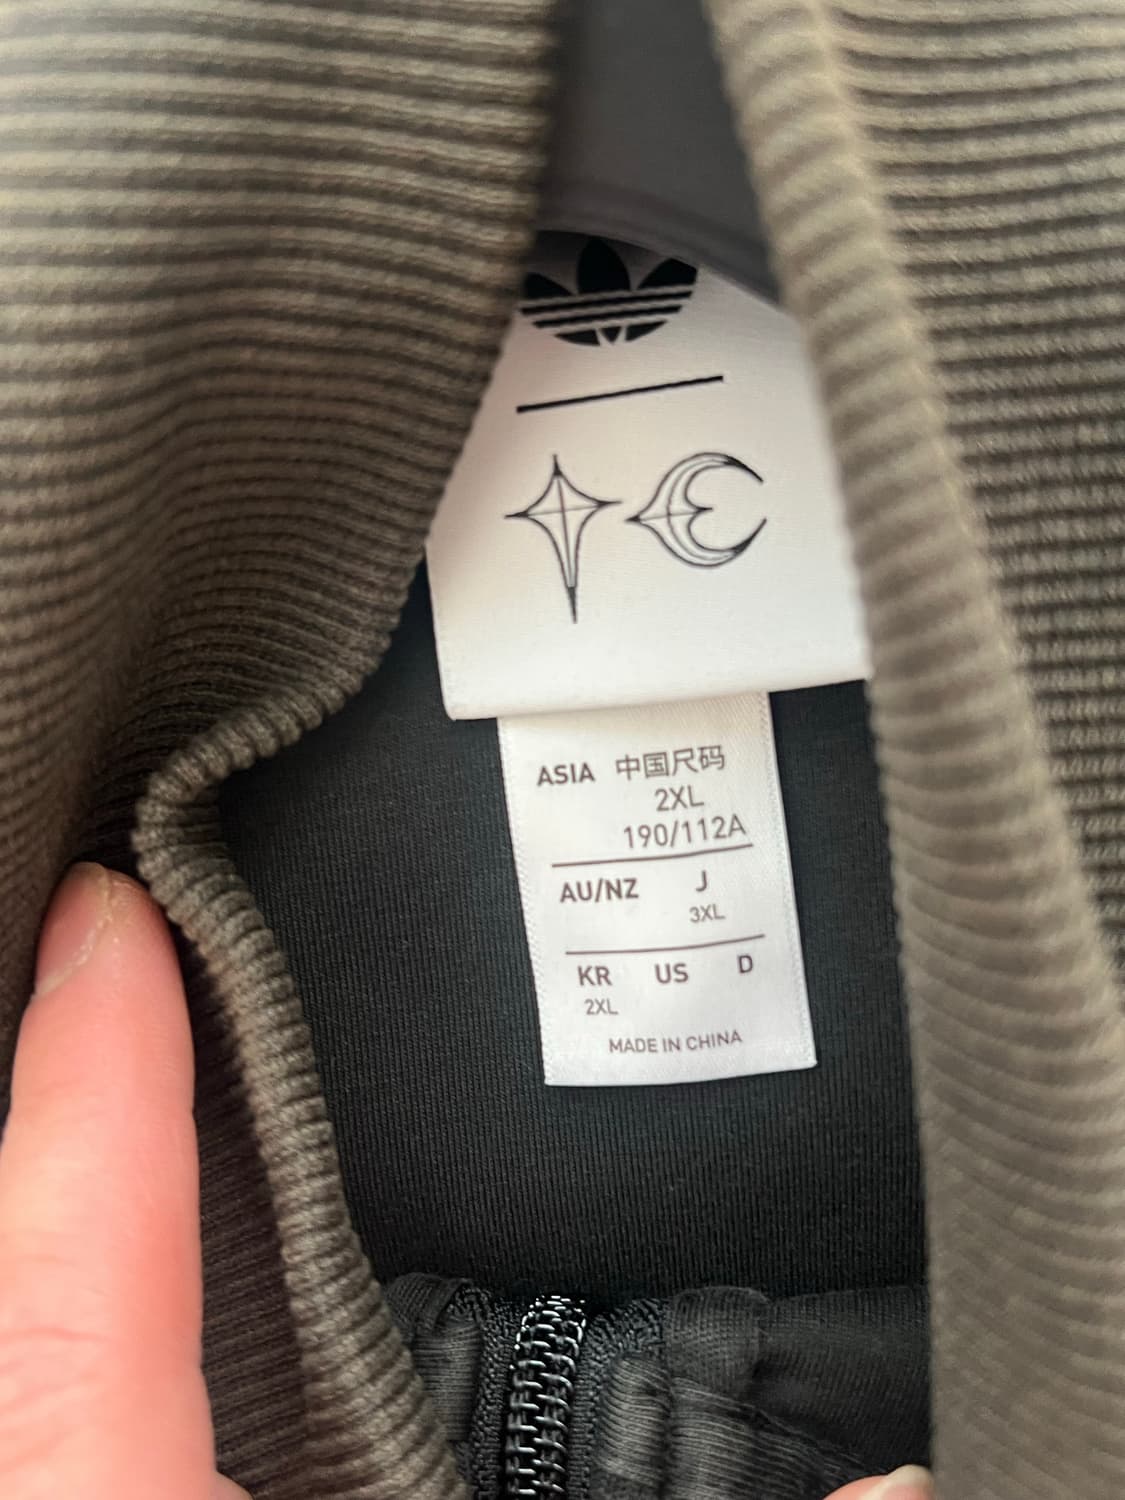 ASIA 中国尺码
2XL
190/112A
AU/NZ J
3XL
KR US D
2XL
MADE IN CHINA